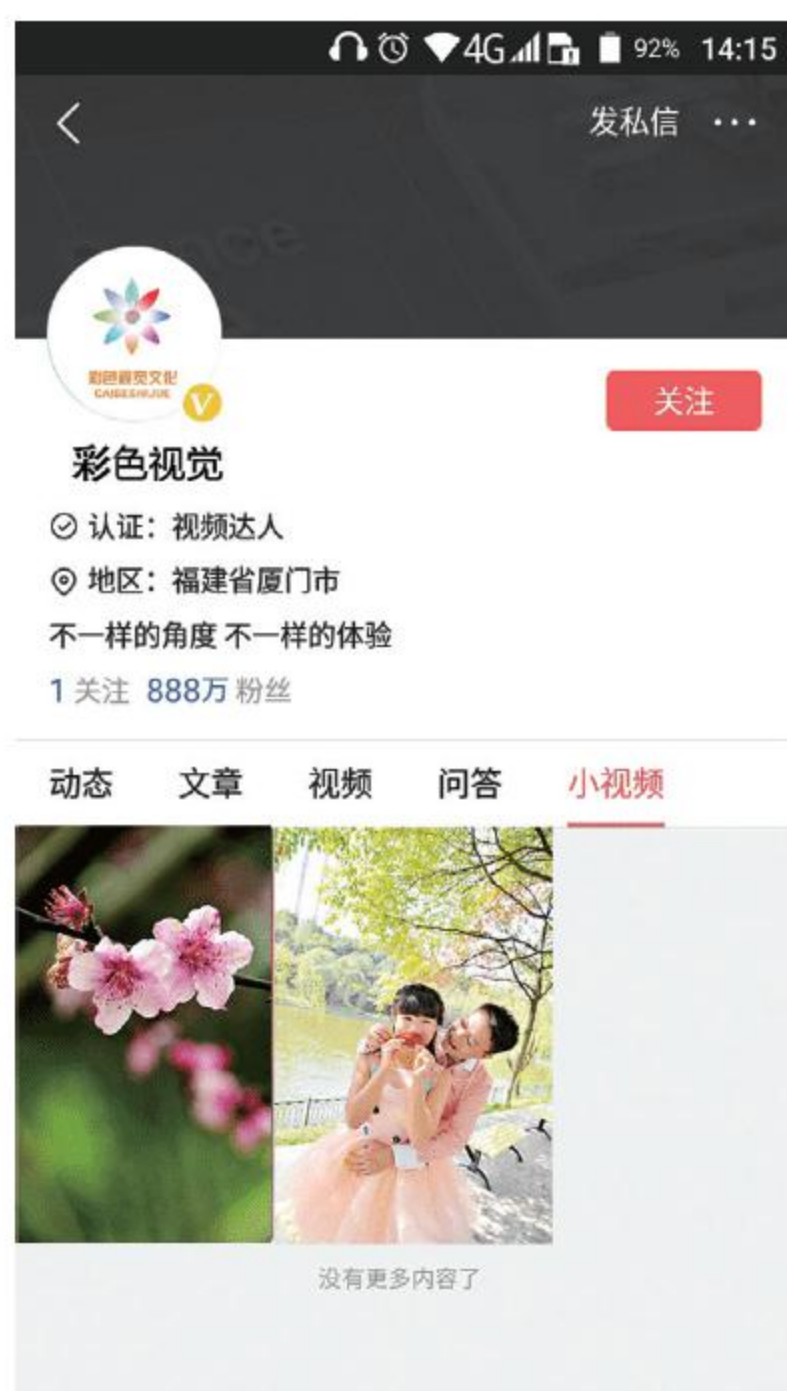 4G 92% 14:15
发私信
彩色视觉文化
CAISESHIJUE
关注
彩色视觉
认证：视频达人
地区：福建省厦门市
不一样的角度 不一样的体验
1 关注 888万 粉丝
动态 文章 视频 问答 小视频
没有更多内容了